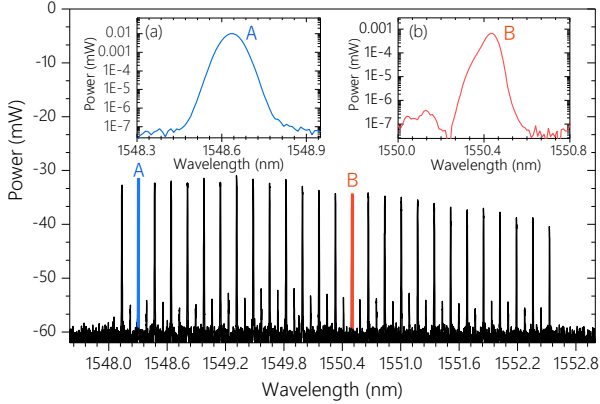 0
-10
-20
-30
-40
-50
-60
Power (mW)
(a)
A
0.01
0.001
1E-4
1E-5
1E-6
1E-7
Power (mW)
1548.3
1548.6
1548.9
Wavelength (nm)
(b)
B
0.001
1E-4
1E-5
1E-6
1E-7
Power (mW)
1550.0
1550.4
1550.8
Wavelength (nm)
A
B
1548.0 1548.6 1549.2 1549.8 1550.4 1551.0 1551.6 1552.2 1552.8
Wavelength (nm)